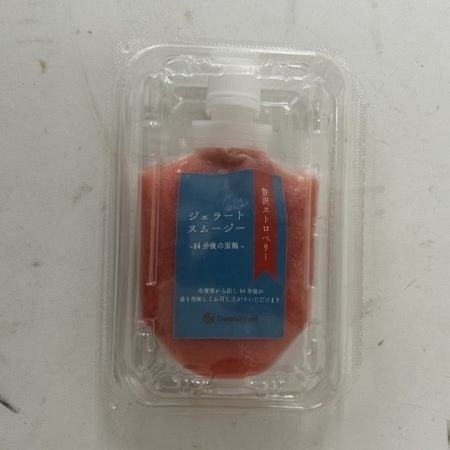 ジェラート
スムージー
~14分後の至福~
贅沢ストロベリー
冷凍庫から出し14分後が
最も美味しくお召し上がりいただけます